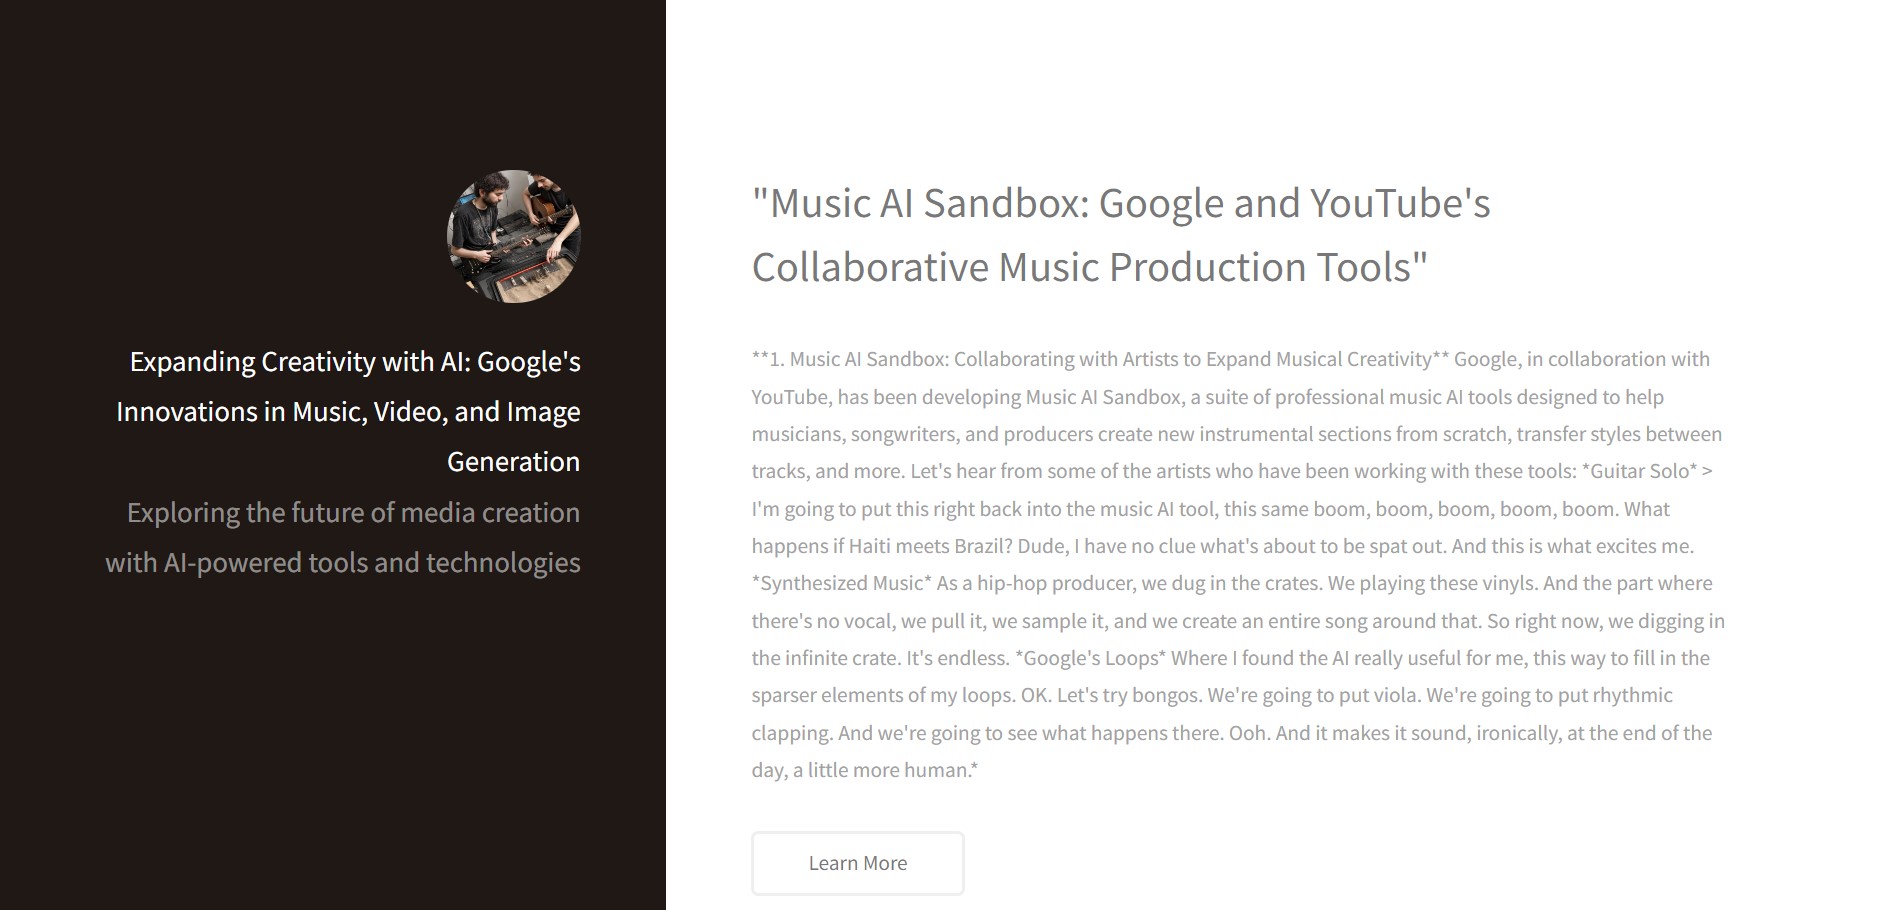 Expanding Creativity with AI: Google's
Innovations in Music, Video, and Image
Generation
Exploring the future of media creation
with AI-powered tools and technologies
"Music AI Sandbox: Google and YouTube's
Collaborative Music Production Tools"
**1. Music AI Sandbox: Collaborating with Artists to Expand Musical Creativity** Google, in collaboration with
YouTube, has been developing Music AI Sandbox, a suite of professional music AI tools designed to help
musicians, songwriters, and producers create new instrumental sections from scratch, transfer styles between
tracks, and more. Let's hear from some of the artists who have been working with these tools: *Guitar Solo* >
I'm going to put this right back into the music AI tool, this same boom, boom, boom, boom, boom. What
happens if Haiti meets Brazil? Dude, I have no clue what's about to be spat out. And this is what excites me.
*Synthesized Music* As a hip-hop producer, we dug in the crates. We playing these vinyls. And the part where
there's no vocal, we pull it, we sample it, and we create an entire song around that. So right now, we digging in
the infinite crate. It's endless. *Google's Loops* Where I found the AI really useful for me, this way to fill in the
sparser elements of my loops. OK. Let's try bongos. We're going to put viola. We're going to put rhythmic
clapping. And we're going to see what happens there. Ooh. And it makes it sound, ironically, at the end of the
day, a little more human.*
Learn More